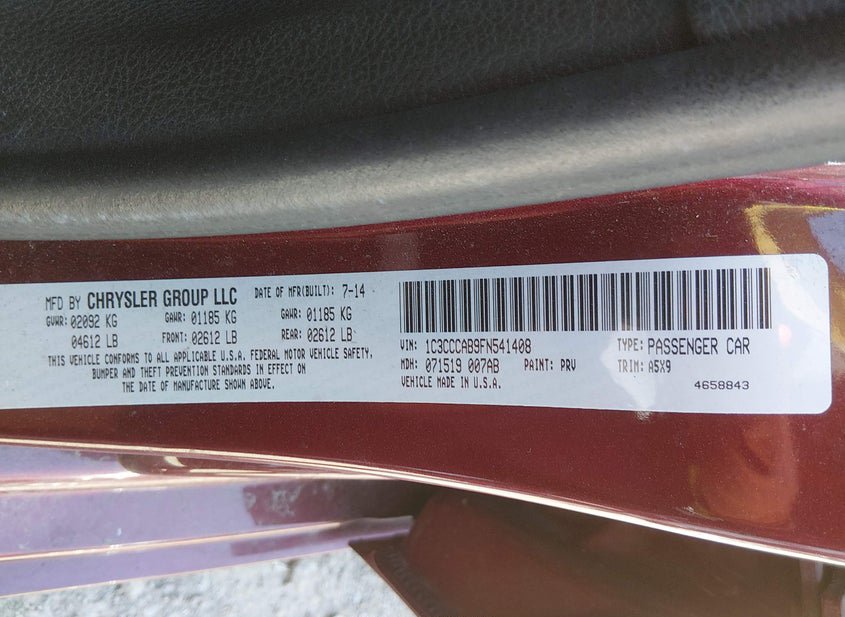 MFD BY CHRYSLER GROUP LLC DATE OF MFR(BUILT): 7-14
GVWR: 02092 KG GAWR: 01185 KG GAWR: 01185 KG
04612 LB FRONT: 02612 LB REAR: 02612 LB
THIS VEHICLE CONFORMS TO ALL APPLICABLE U.S.A. FEDERAL MOTOR VEHICLE SAFETY,
BUMPER AND THEFT PREVENTION STANDARDS IN EFFECT ON
THE DATE OF MANUFACTURE SHOWN ABOVE.
VIN: 1C3CCCAB9FN541408 TYPE: PASSENGER CAR
MDH: 071519 007AB PAINT: PRV TRIM: A5X9
VEHICLE MADE IN U.S.A. 4658843